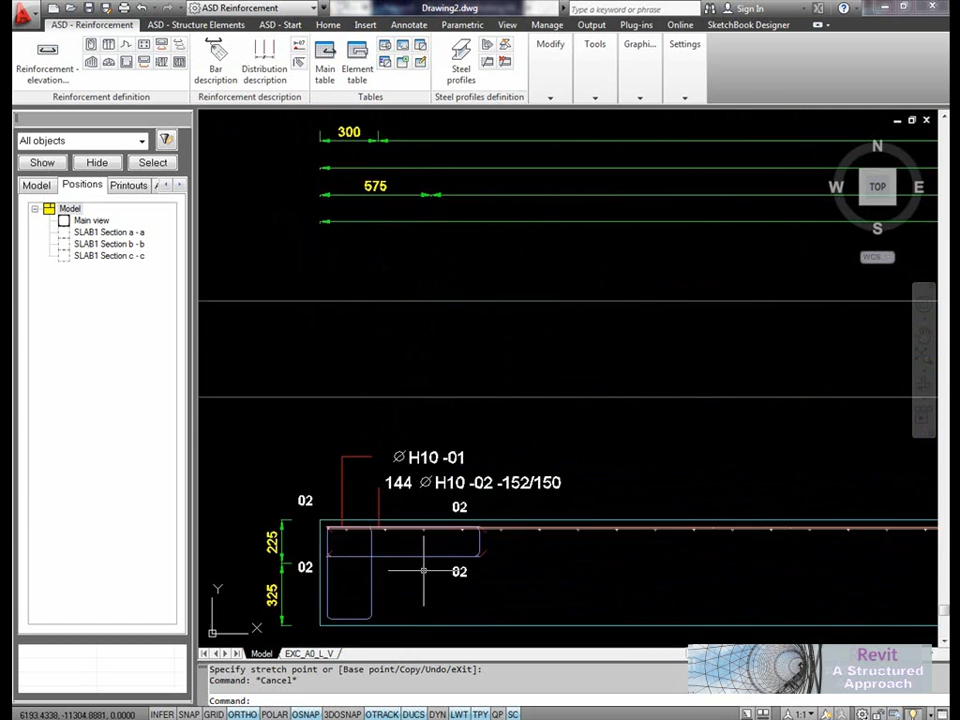 ASD Reinforcement
Drawing2.dwg
Type a keyword or phrase
Sign In
ASD - Reinforcement
ASD - Structure Elements
ASD - Start
Home
Insert
Annotate
Parametric
View
Manage
Output
Plug-ins
Online
SketchBook Designer
Reinforcement - elevation...
Bar description
Distribution description
Main table
Element table
Steel profiles
Modify
Tools
Graphi...
Settings
Reinforcement definition
Reinforcement description
Tables
Steel profiles definition
All objects
Show
Hide
Select
Model
Positions
Printouts
Model
Main view
SLAB1 Section a - a
SLAB1 Section b - b
SLAB1 Section c - c
300
575
N
W
TOP
E
S
WCS
∅ H10 -01
144 ∅ H10 -02 -152/150
02
02
225
02
02
325
Y
X
Model
EXC_A0_L_V
Revit
A Structured
Approach
Specify stretch point or [Base point/Copy/Undo/eXit]:
Command: *Cancel*
Command:
6193.4338, -11304.8881, 0.0000
INFER SNAP GRID ORTHO POLAR OSNAP 3DOSNAP OTRACK DUCS DYN LWT TPY QP SC
1:1